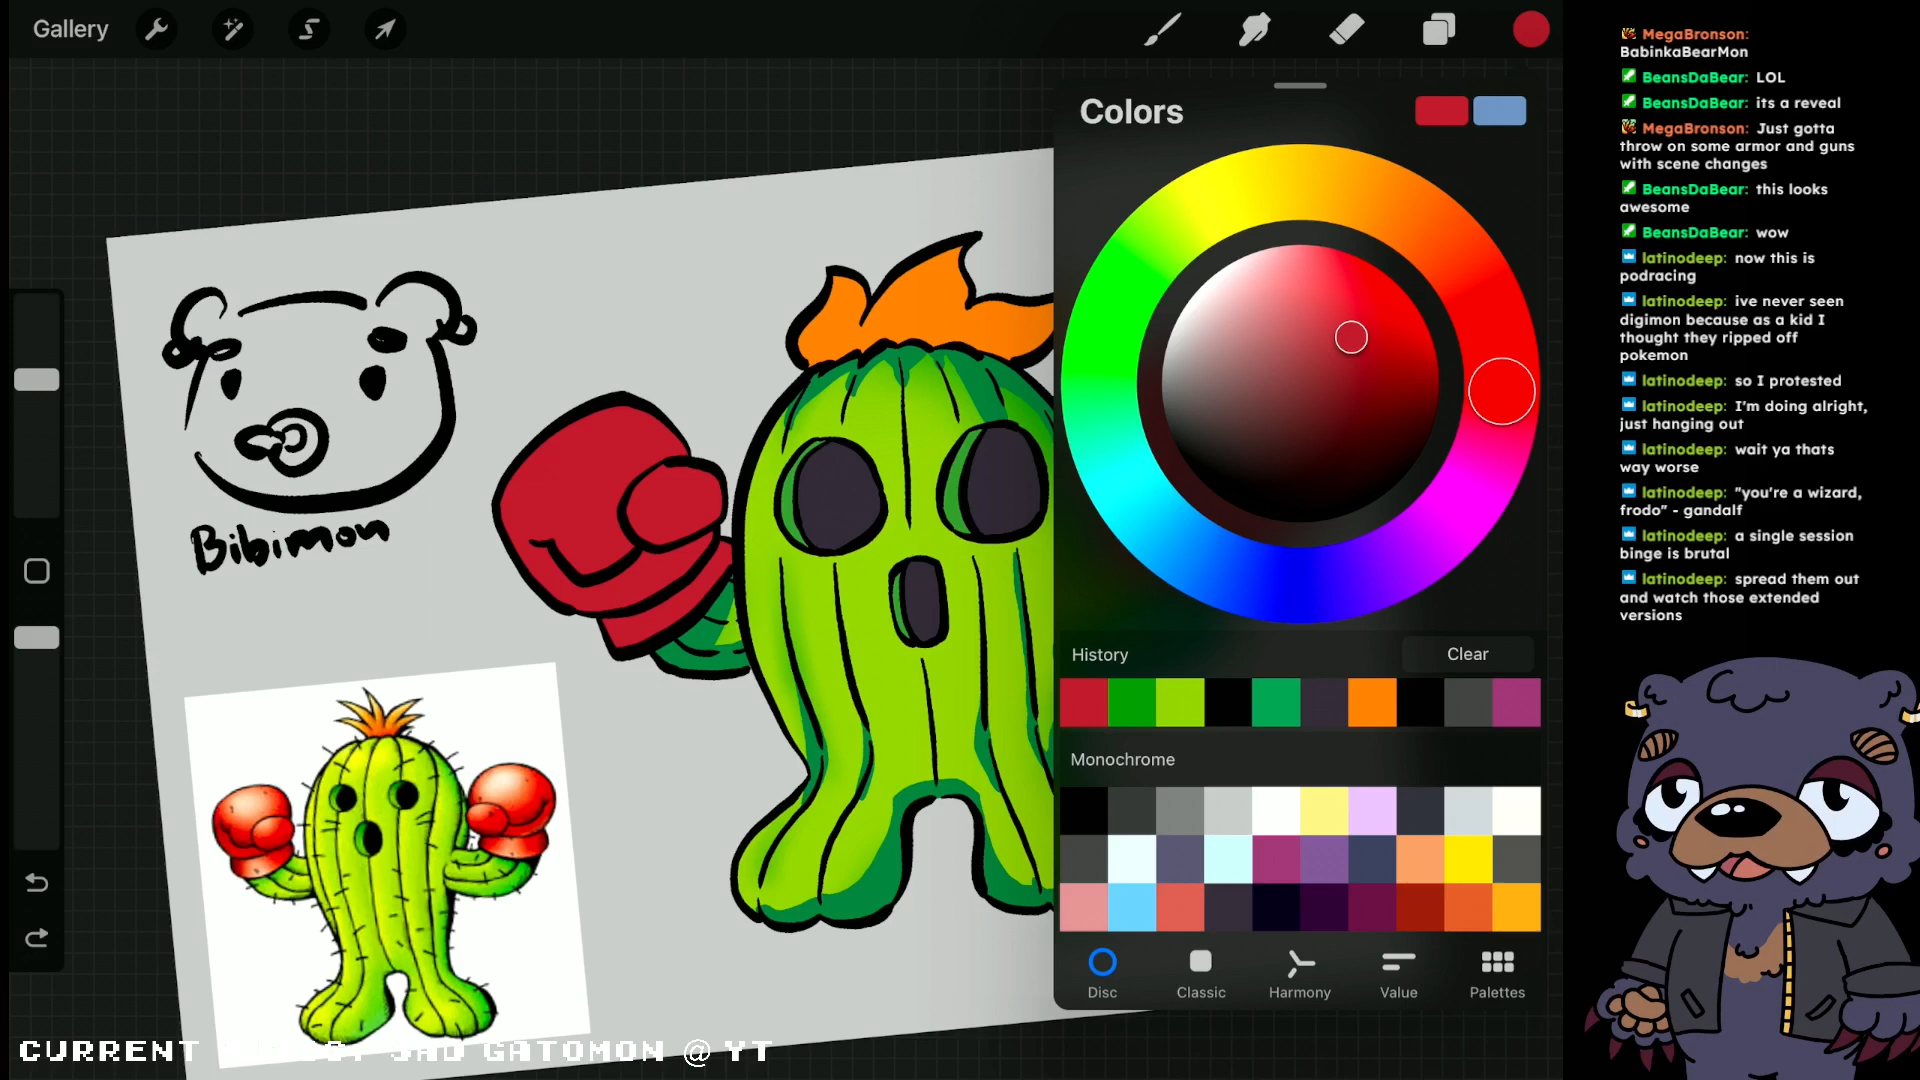 Gallery
Colors
Bibimon
History
Clear
Monochrome
Disc
Classic
Harmony
Value
Palettes
CURRENT
GATOMON @ YT
MegaBronson:
BabinkaBearMon
BeansDaBear: LOL
BeansDaBear: its a reveal
MegaBronson: Just gotta
throw on some armor and guns
with scene changes
BeansDaBear: this looks
awesome
BeansDaBear: wow
latinodeep: now this is
podracing
latinodeep: ive never seen
digimon because as a kid I
thought they ripped off
pokemon
latinodeep: so I protested
latinodeep: I'm doing alright,
just hanging out
latinodeep: wait ya thats
way worse
latinodeep: "you're a wizard,
frodo" - gandalf
latinodeep: a single session
binge is brutal
latinodeep: spread them out
and watch those extended
versions